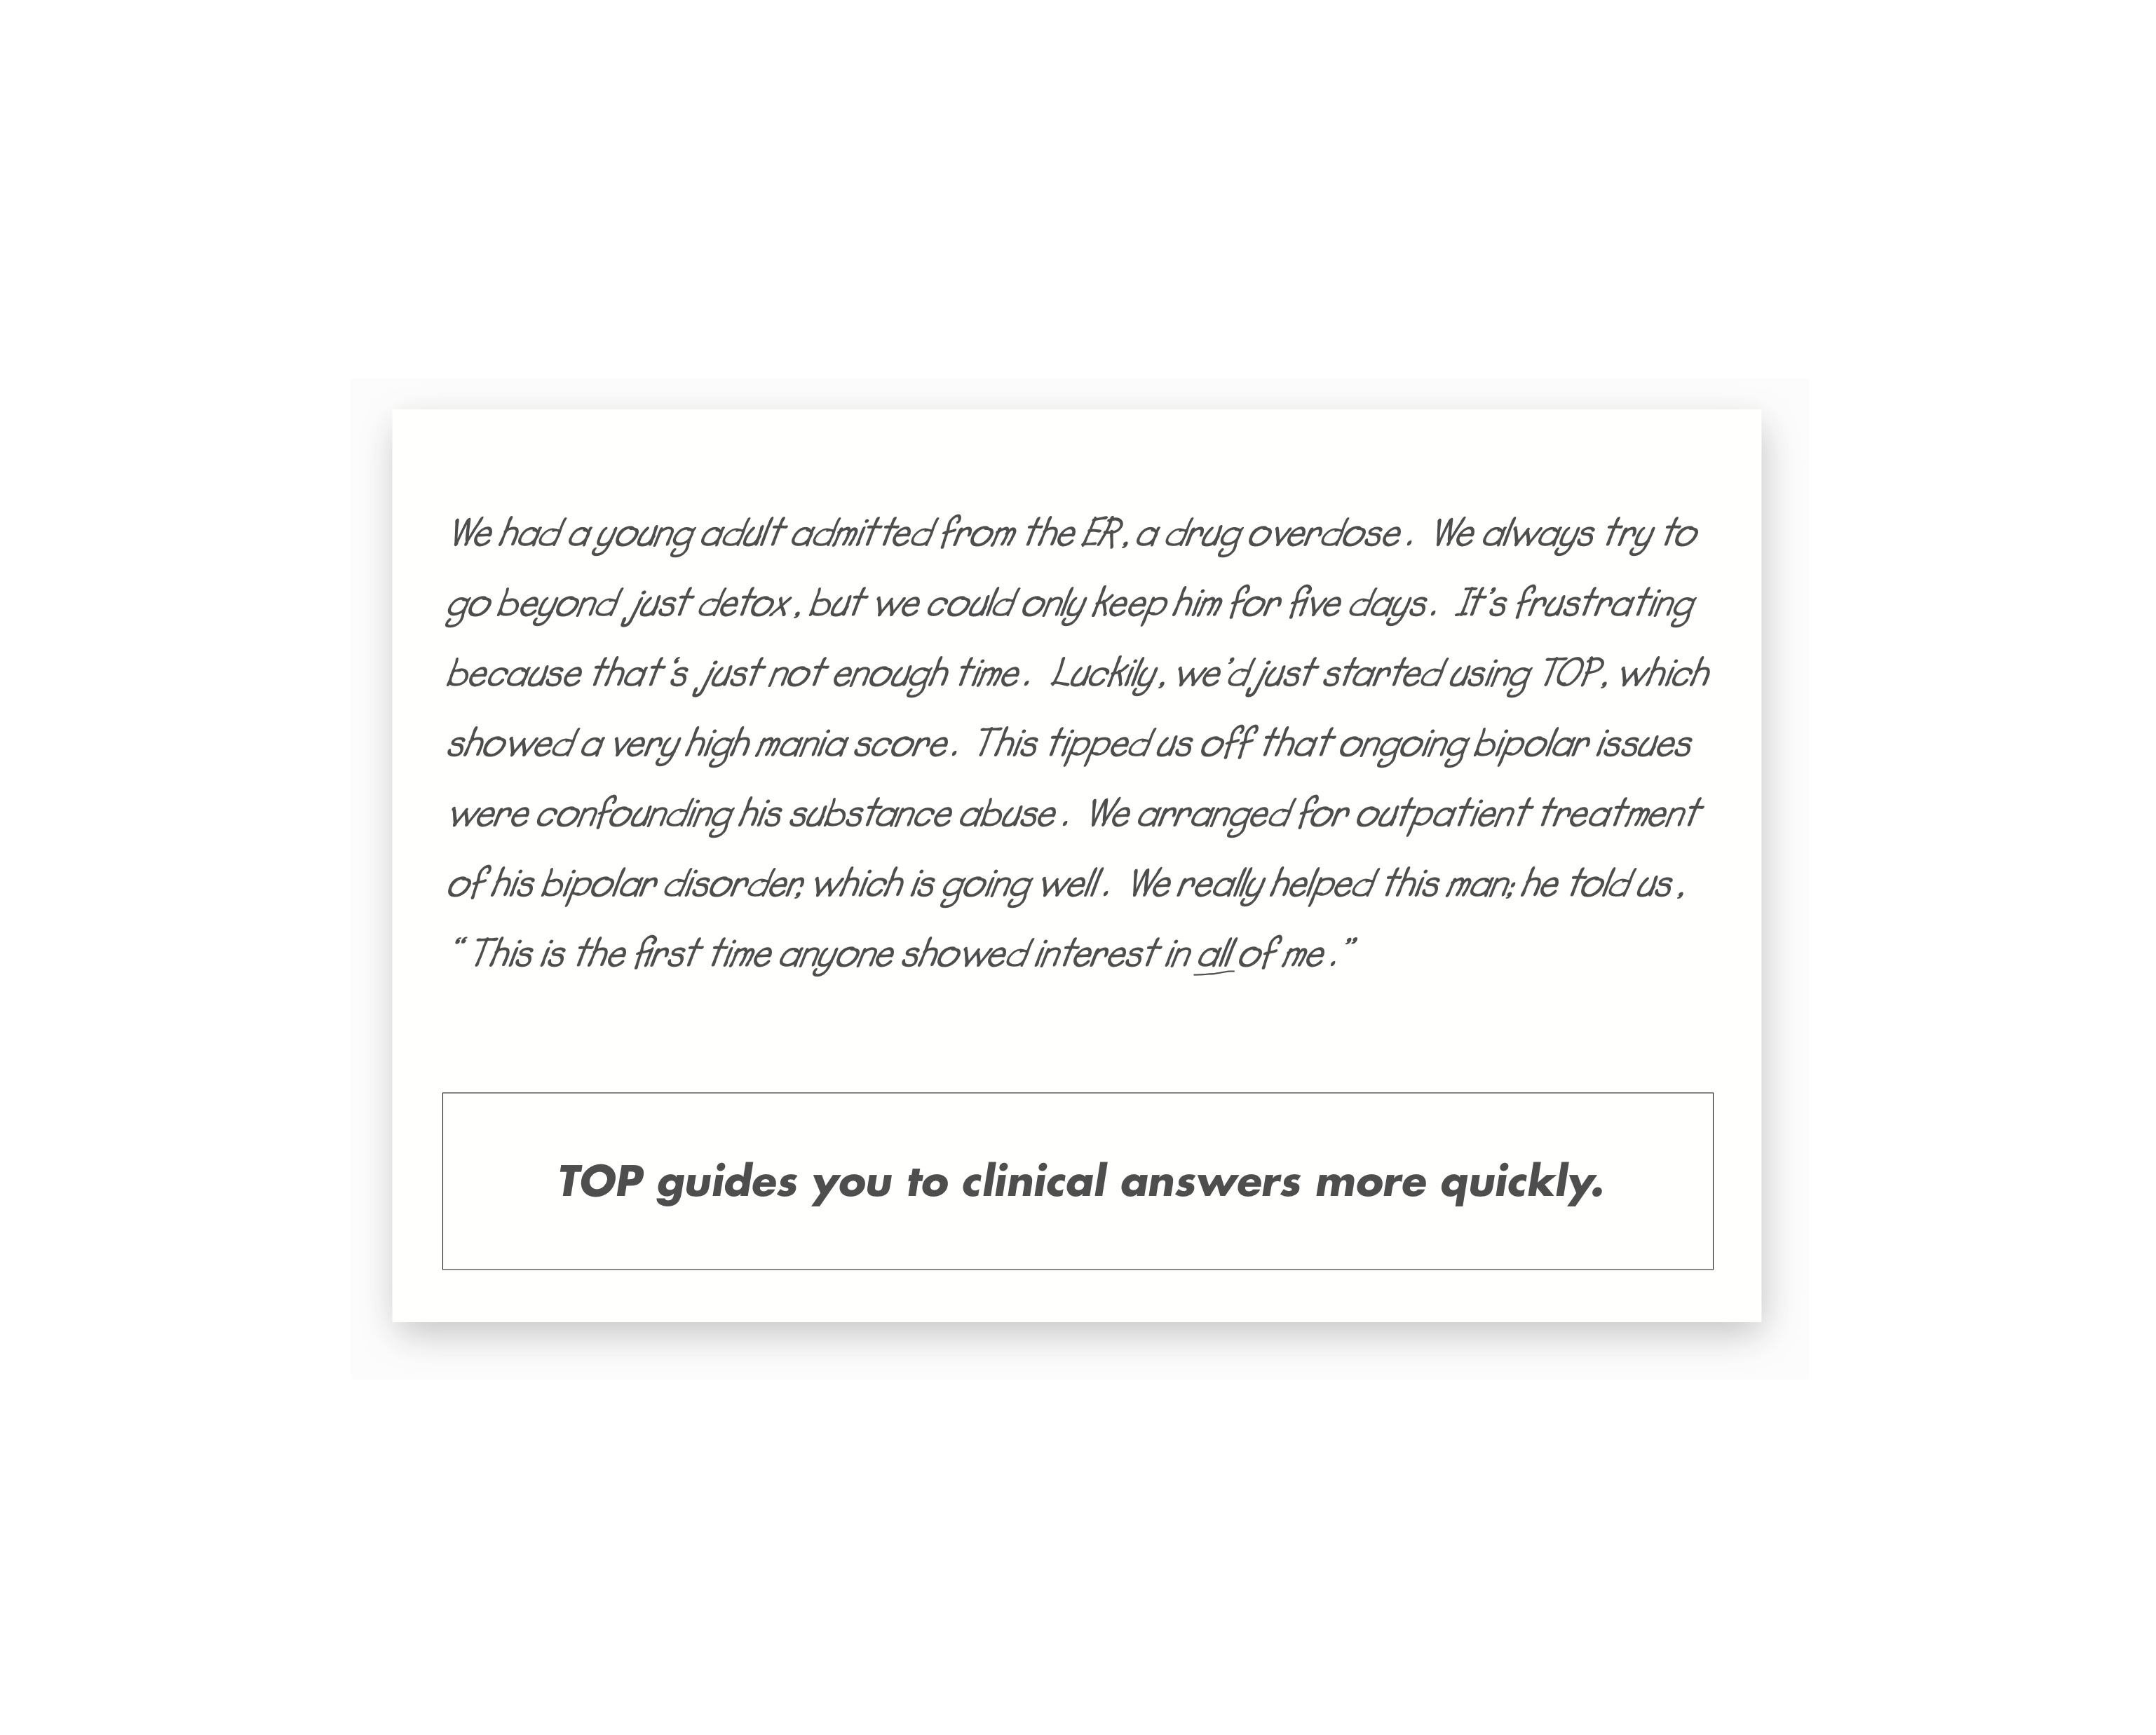 We had a young adult admitted from the ER, a drug overdose. We always try to
go beyond just detox, but we could only keep him for five days. It's frustrating
because that's just not enough time. Luckily, we'd just started using TOP, which
showed a very high mania score. This tipped us off that ongoing bipolar issues
were confounding his substance abuse. We arranged for outpatient treatment
of his bipolar disorder, which is going well. We really helped this man; he told us,
“This is the first time anyone showed interest in all of me.”
TOP guides you to clinical answers more quickly.